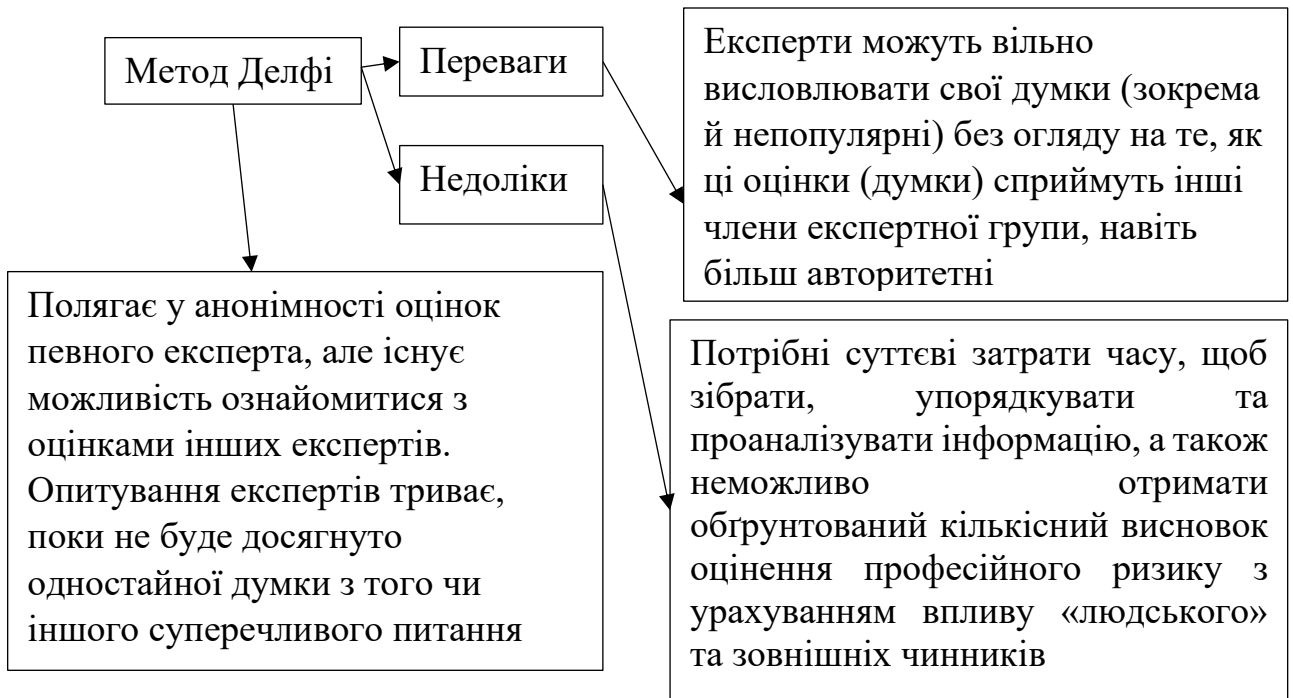 Метод Делфі
Переваги
Недоліки
Експерти можуть вільно
висловлювати свої думки (зокрема
й непопулярні) без огляду на те, як
ці оцінки (думки) сприймуть інші
члени експертної групи, навіть
більш авторитетні
Полягає у анонімності оцінок
певного експерта, але існує
можливість ознайомитися з
оцінками інших експертів.
Опитування експертів триває,
поки не буде досягнуто
одностайної думки з того чи
іншого суперечливого питання
Потрібні суттєві затрати часу, щоб
зібрати, упорядкувати та
проаналізувати інформацію, а також
неможливо отримати
обґрунтований кількісний висновок
оцінення професійного ризику з
урахуванням впливу «людського»
та зовнішніх чинників